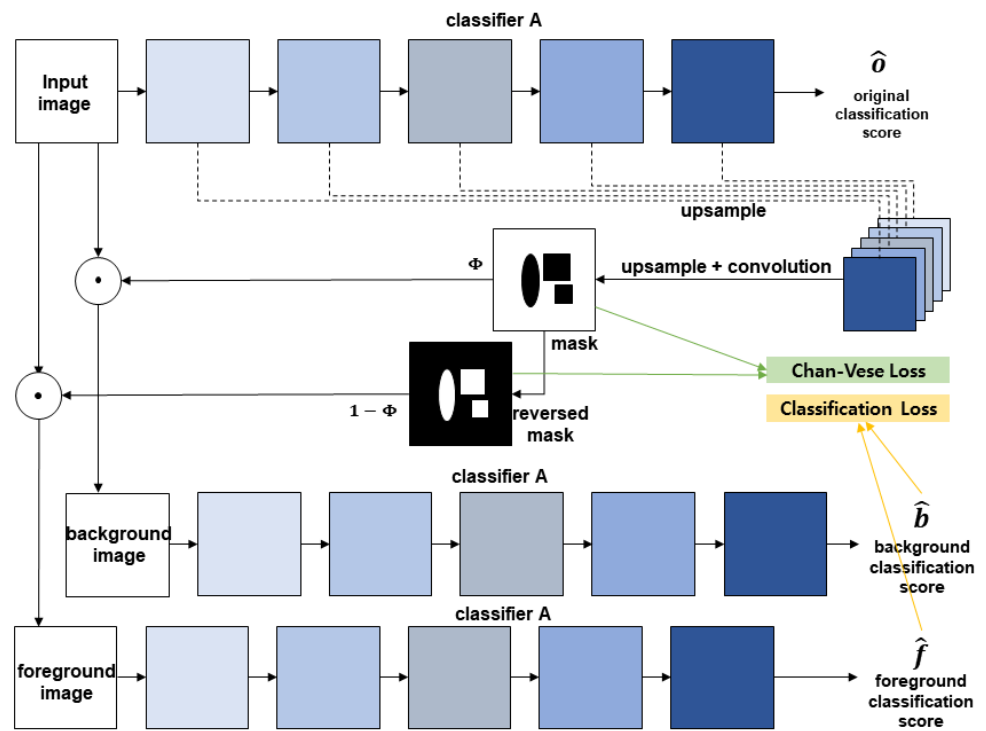 classifier A
Input
image
ô
original
classification
score
upsample
Φ
upsample + convolution
mask
Chan-Vese Loss
1 − Φ
reversed
mask
Classification Loss
classifier A
background
image
b̂
background
classification
score
classifier A
foreground
image
f̂
foreground
classification
score